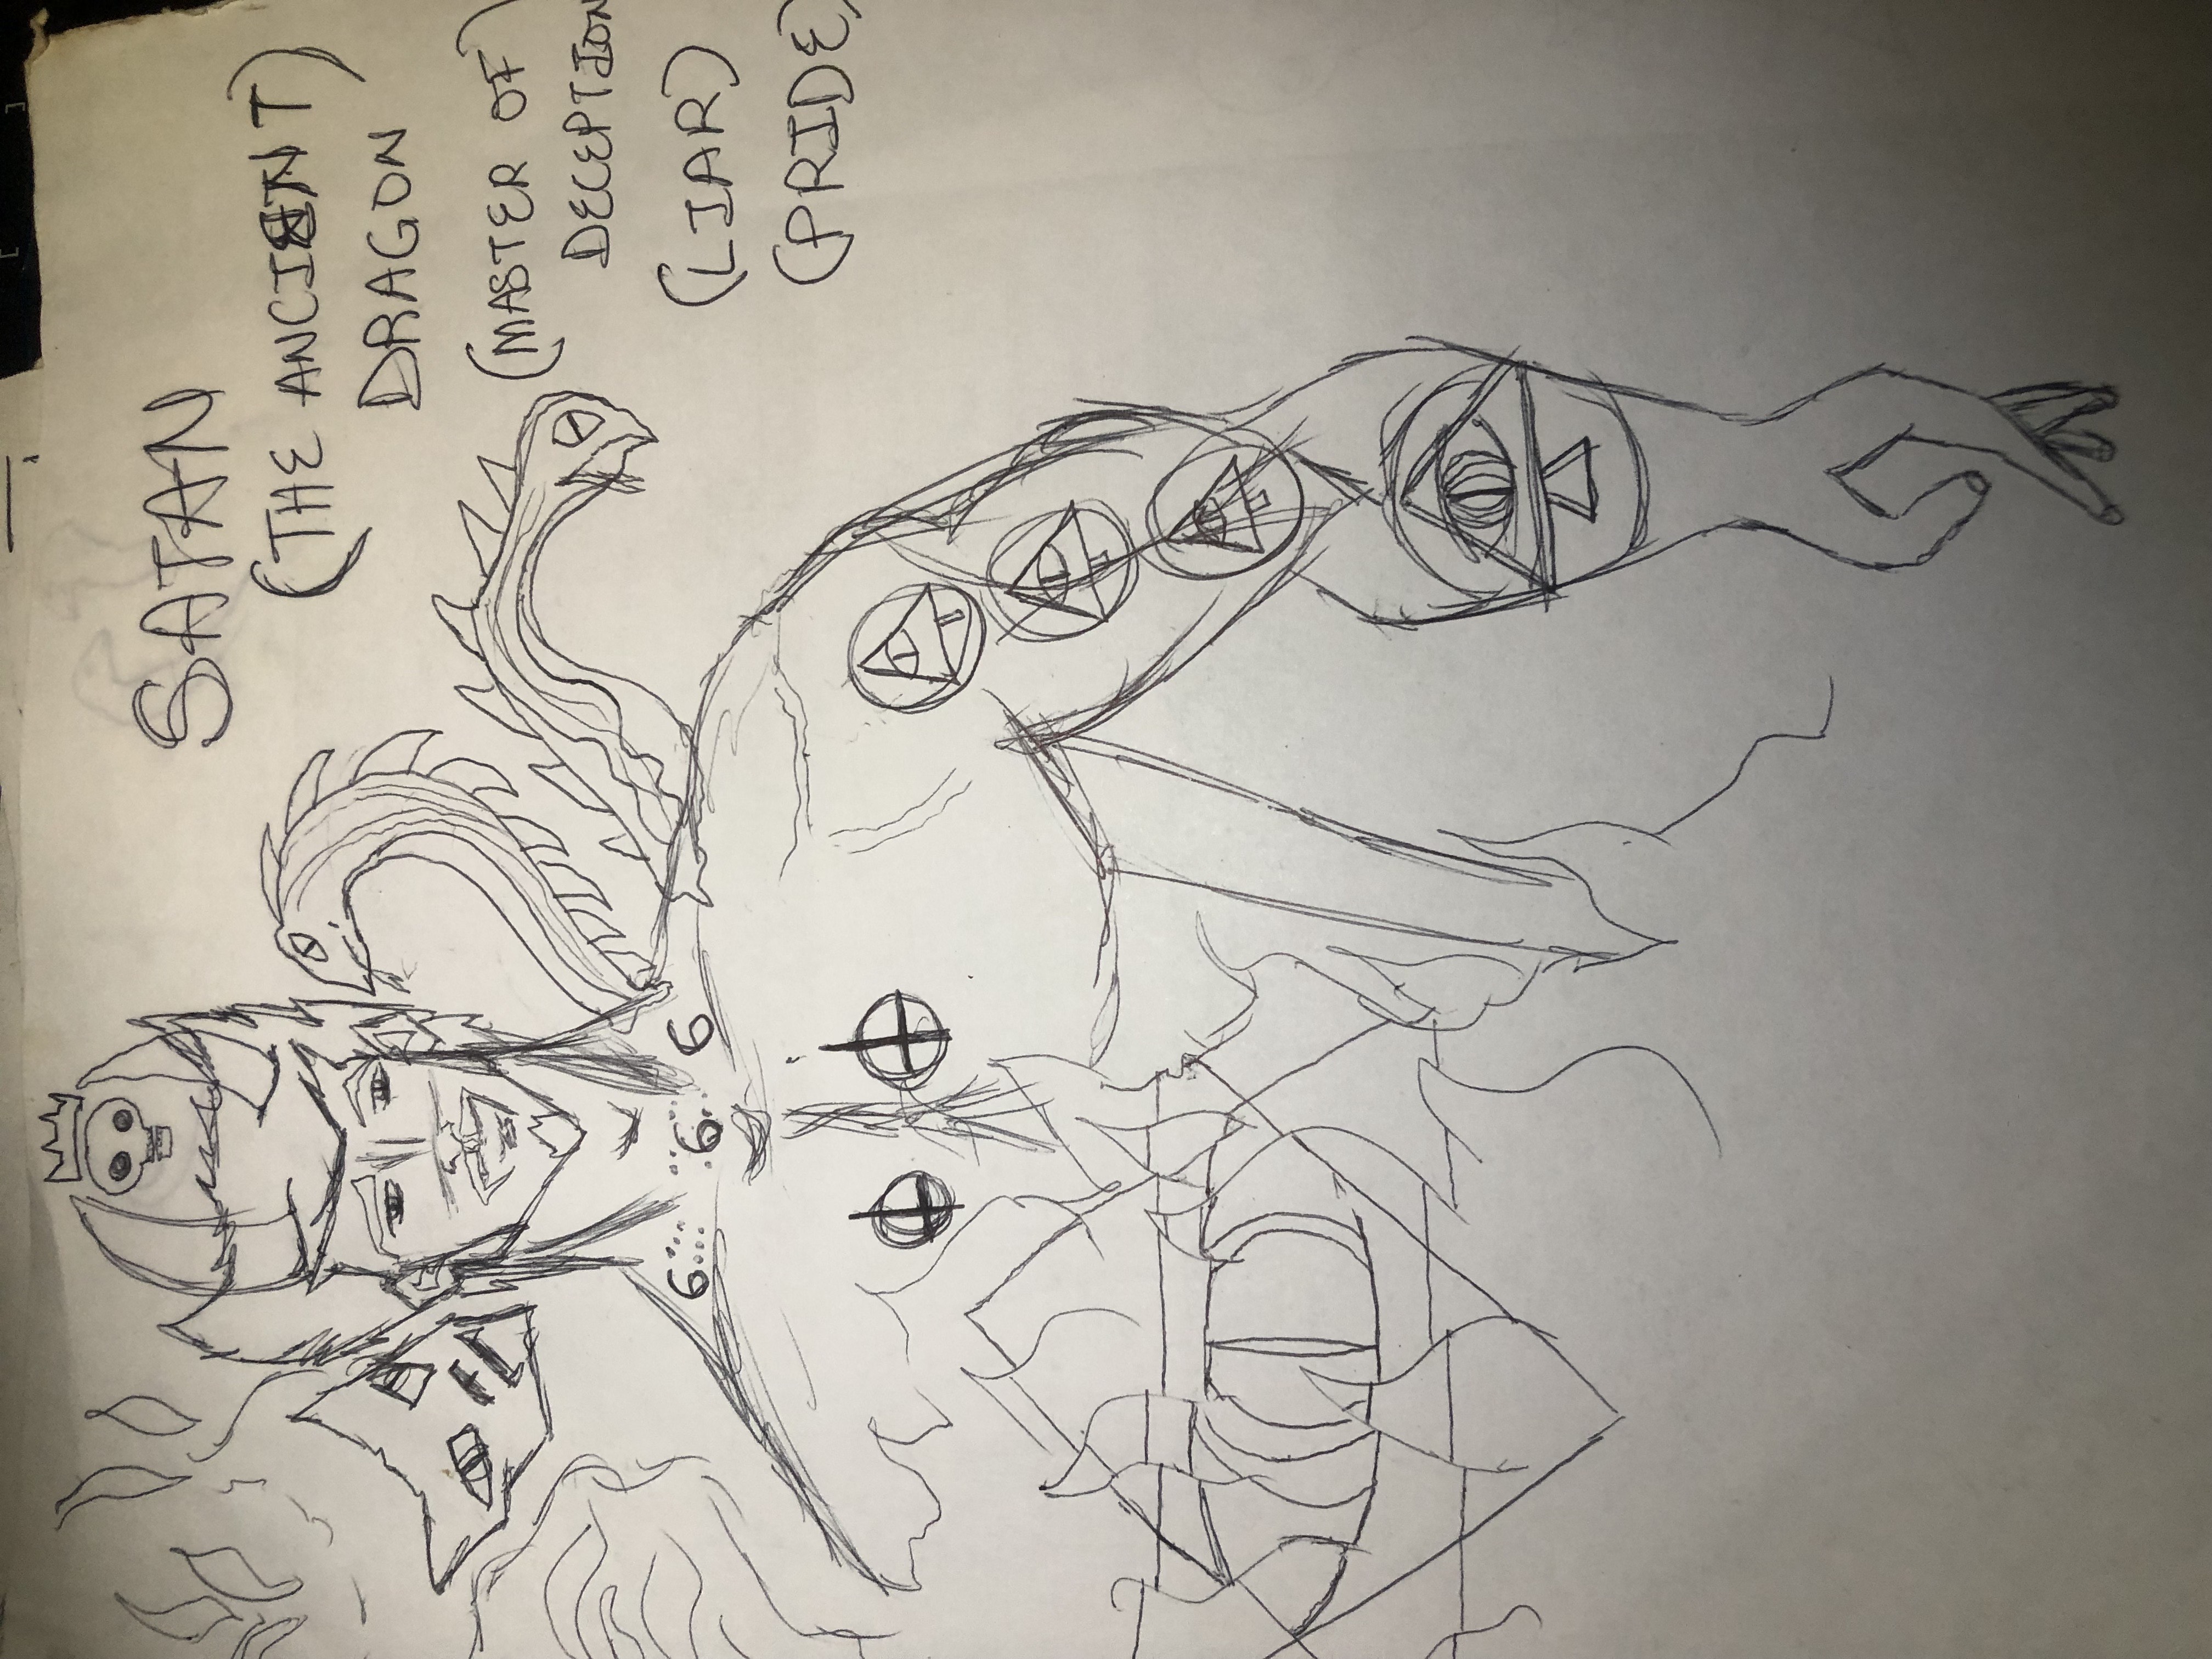 SATAN
(THE ANCIENT)
DRAGON
(MASTER OF)
DECEPTION
(LIAR)
(PRIDE)
6 6 6